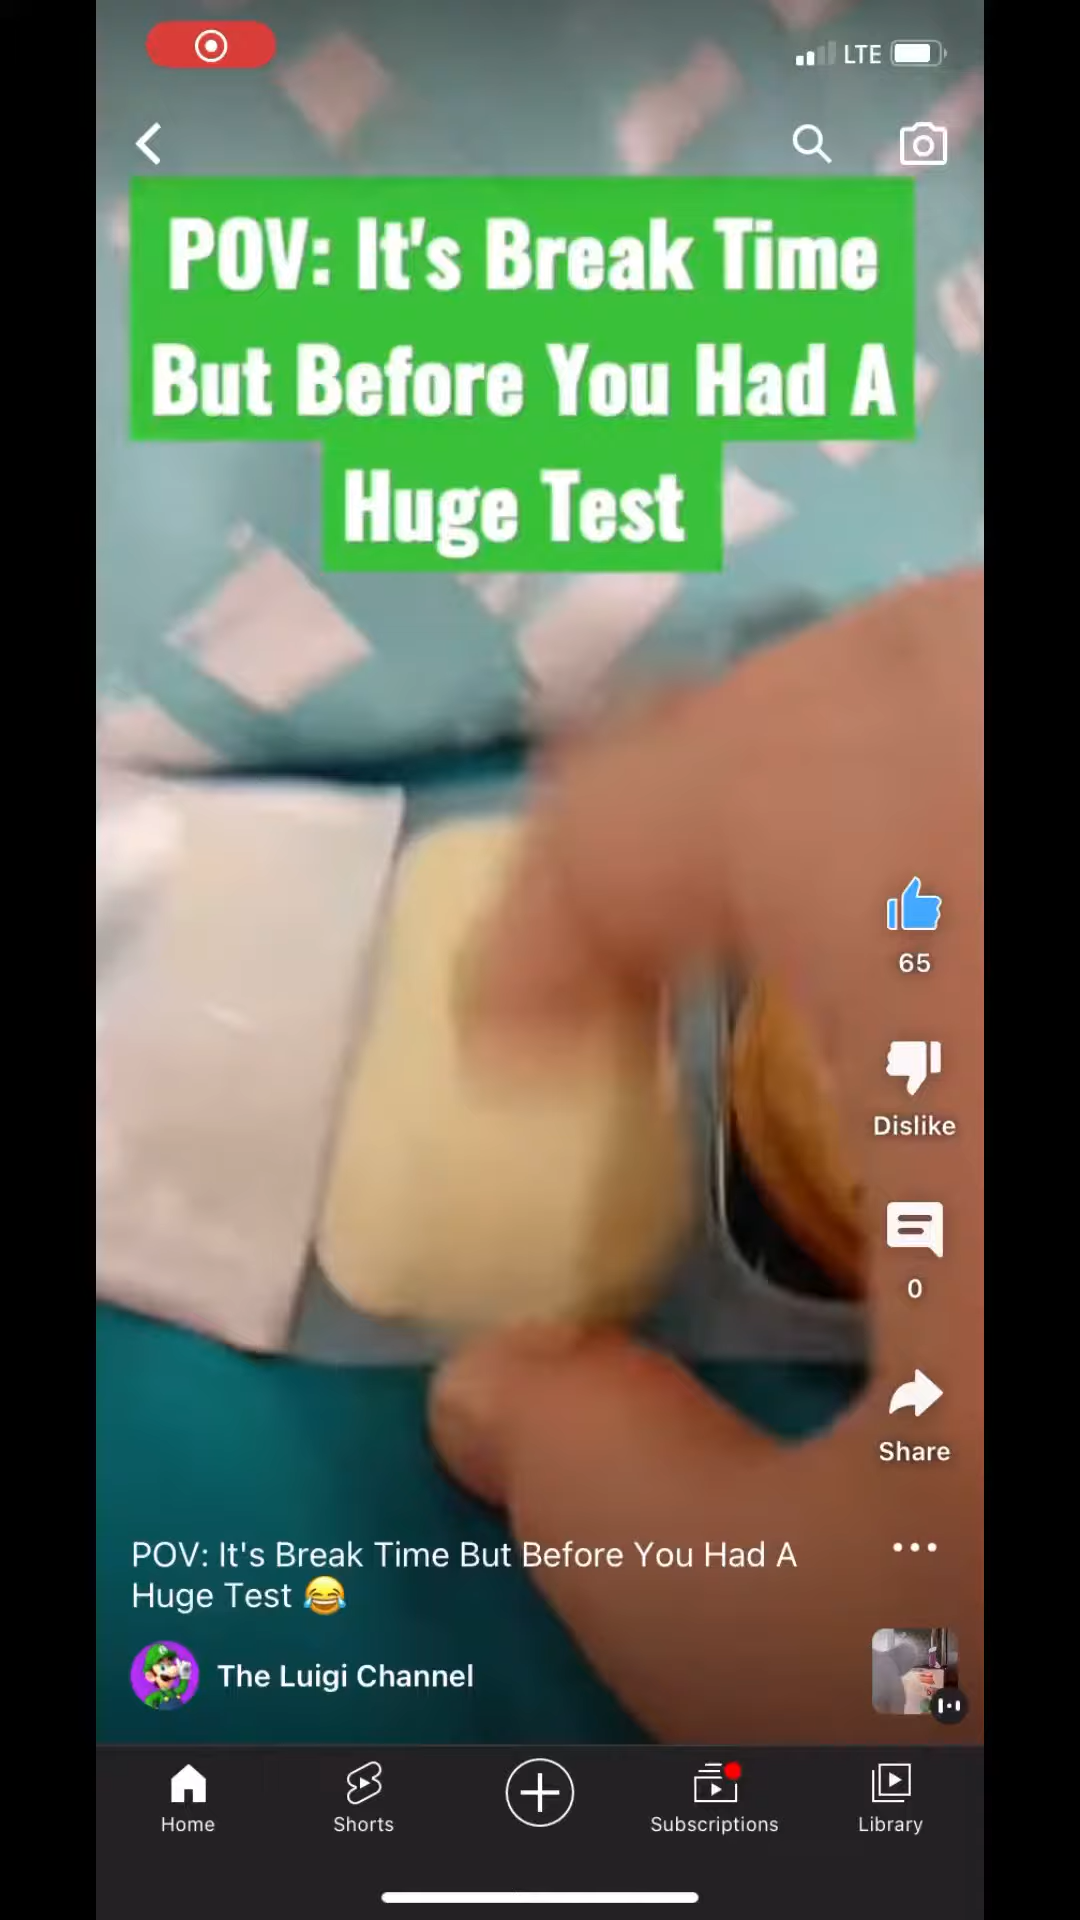 LTE
POV: It's Break Time
But Before You Had A
Huge Test
65
Dislike
0
Share
POV: It's Break Time But Before You Had A
Huge Test 😂
The Luigi Channel
Home
Shorts
Subscriptions
Library